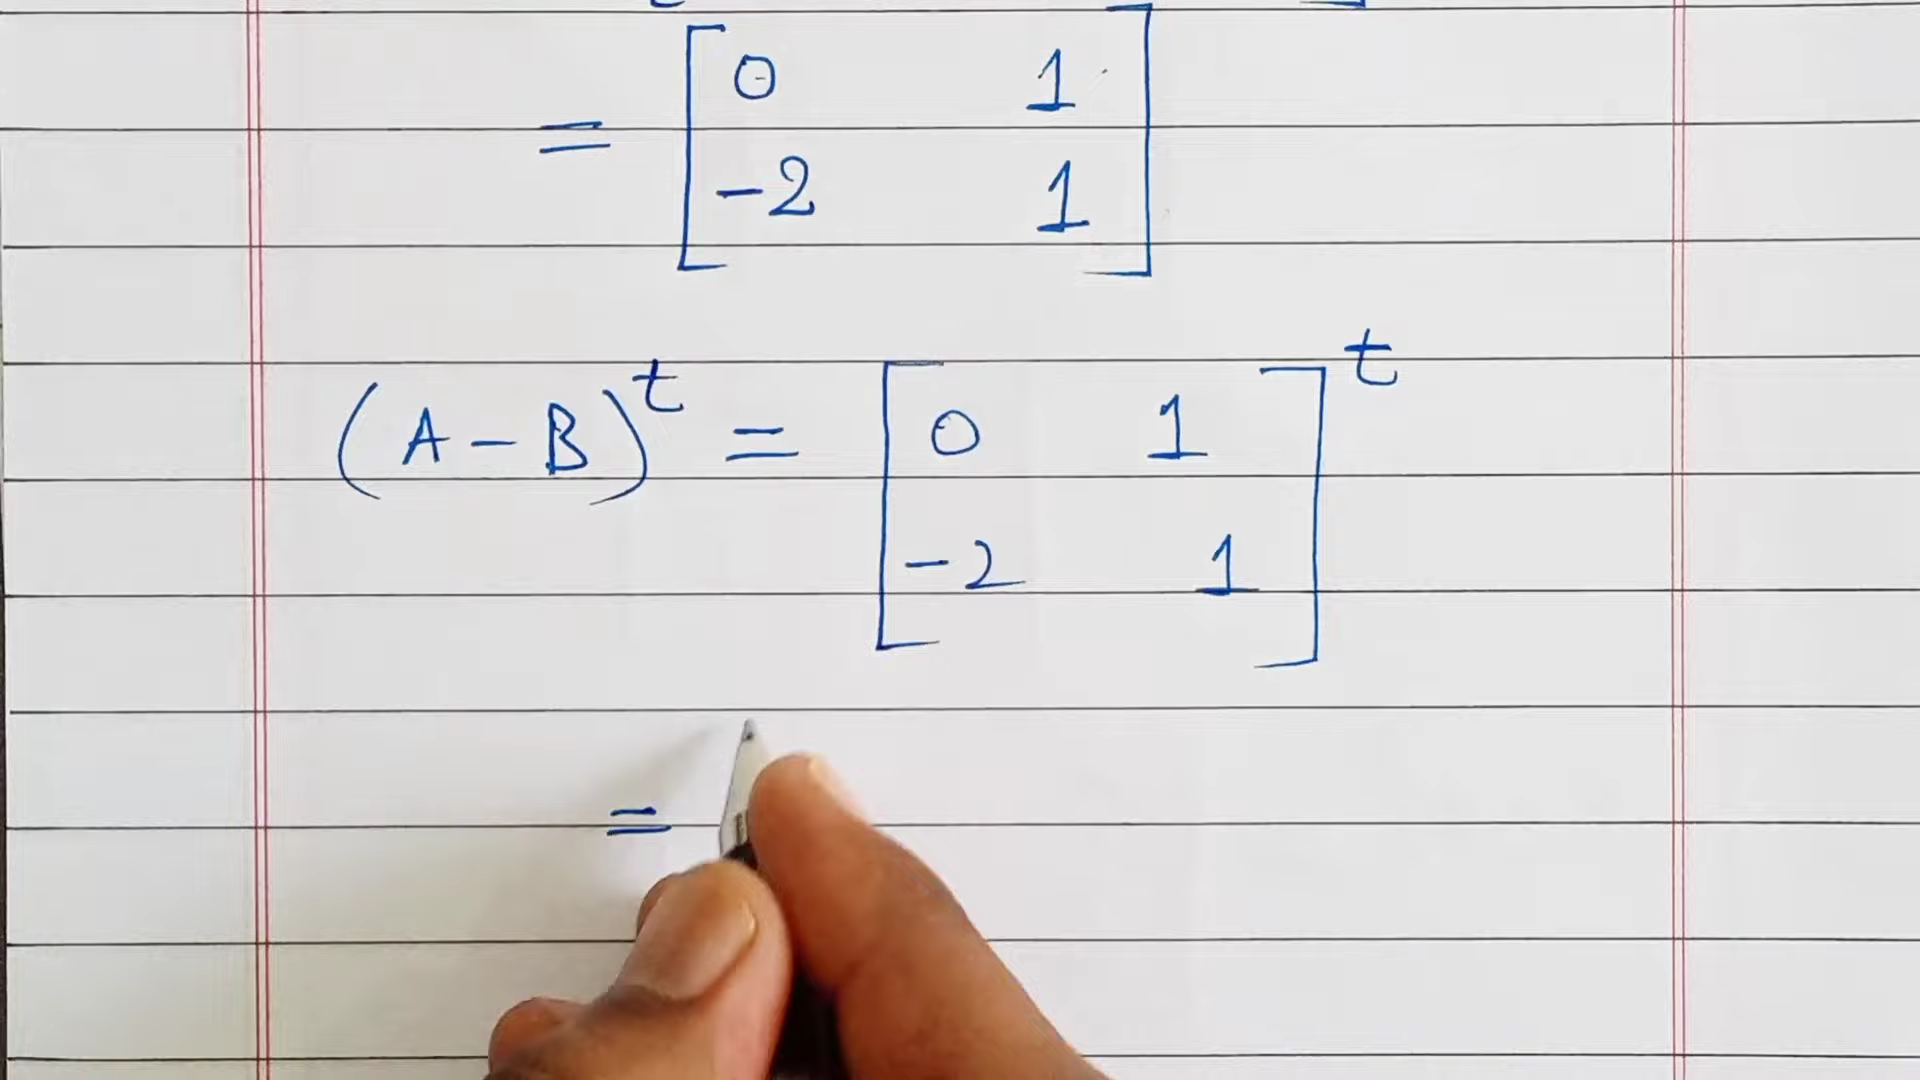 = [ 0 1
-2 1 ]
(A - B)^t = [ 0 1
-2 1 ]^t
=